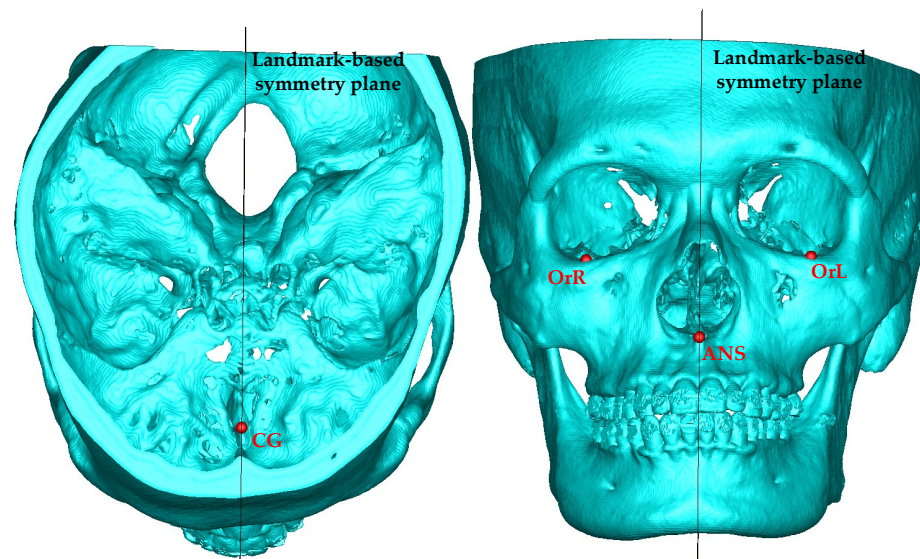 Landmark-based
symmetry plane
CG
Landmark-based
symmetry plane
OrR
OrL
ANS